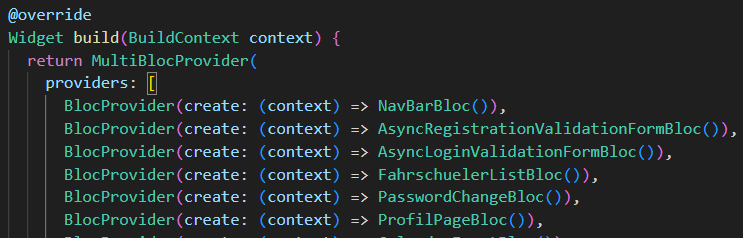 @override
Widget build(BuildContext context) {
return MultiBlocProvider(
providers: [
BlocProvider(create: (context) => NavBarBloc()),
BlocProvider(create: (context) => AsyncRegistrationValidationFormBloc()),
BlocProvider(create: (context) => AsyncLoginValidationFormBloc()),
BlocProvider(create: (context) => FahrschuelerListBloc()),
BlocProvider(create: (context) => PasswordChangeBloc()),
BlocProvider(create: (context) => ProfilPageBloc()),